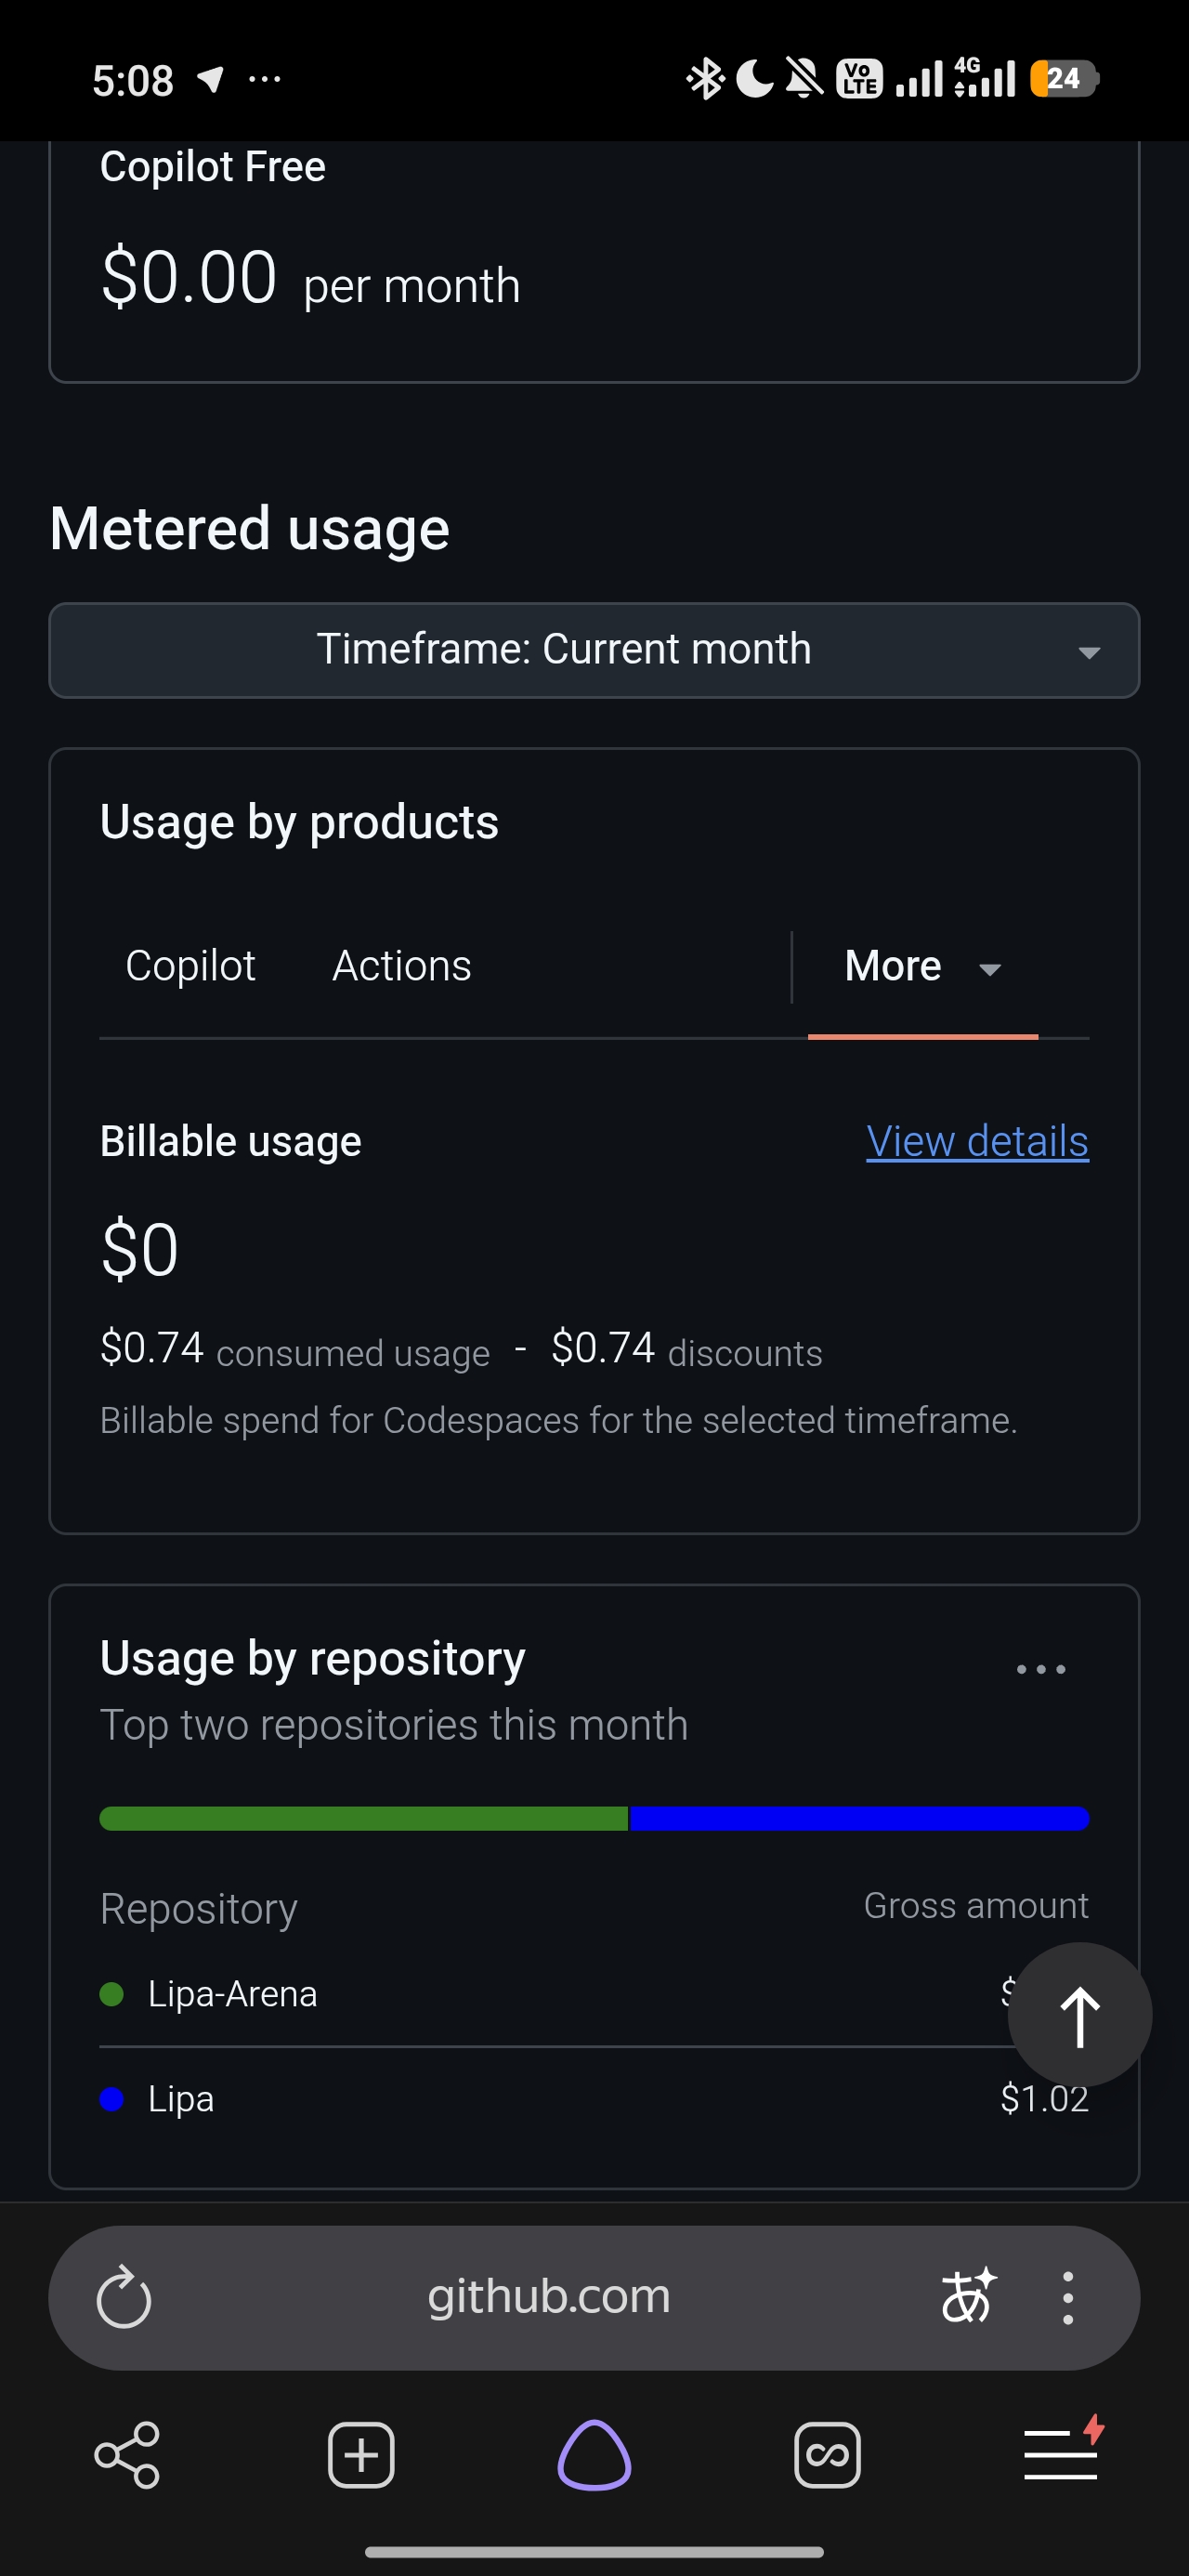 5:08
Vo LTE
4G
24
Copilot Free
$0.00 per month
Metered usage
Timeframe: Current month
Usage by products
Copilot Actions More
Billable usage View details
$0
$0.74 consumed usage - $0.74 discounts
Billable spend for Codespaces for the selected timeframe.
Usage by repository
Top two repositories this month
Repository Gross amount
Lipa-Arena $
Lipa $1.02
github.com
あ